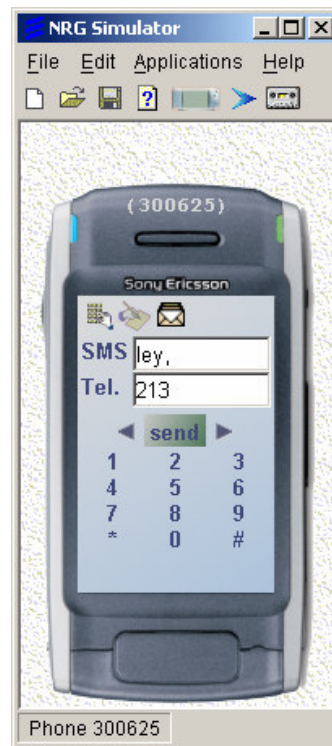 NRG Simulator
File Edit Applications Help
(300625)
Sony Ericsson
SMS ley,
Tel. 213
send
1 2 3
4 5 6
7 8 9
* 0 #
Phone 300625